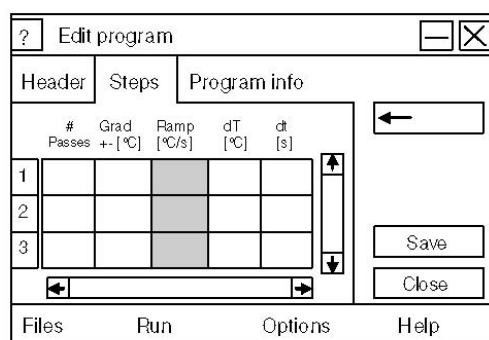 ? Edit program
Header Steps Program info
# Grad Ramp dT dt
Passes +-[°C] [°C/s] [°C] [s]
1
2
3
Save
Close
Files Run Options Help